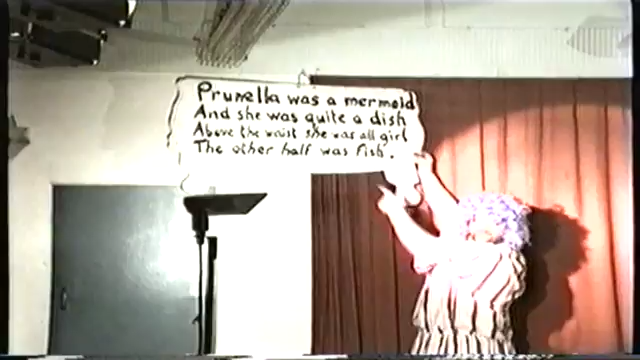 Prunella was a mermaid
And she was quite a dish
Above the waist she was all girl
The other half was fish.